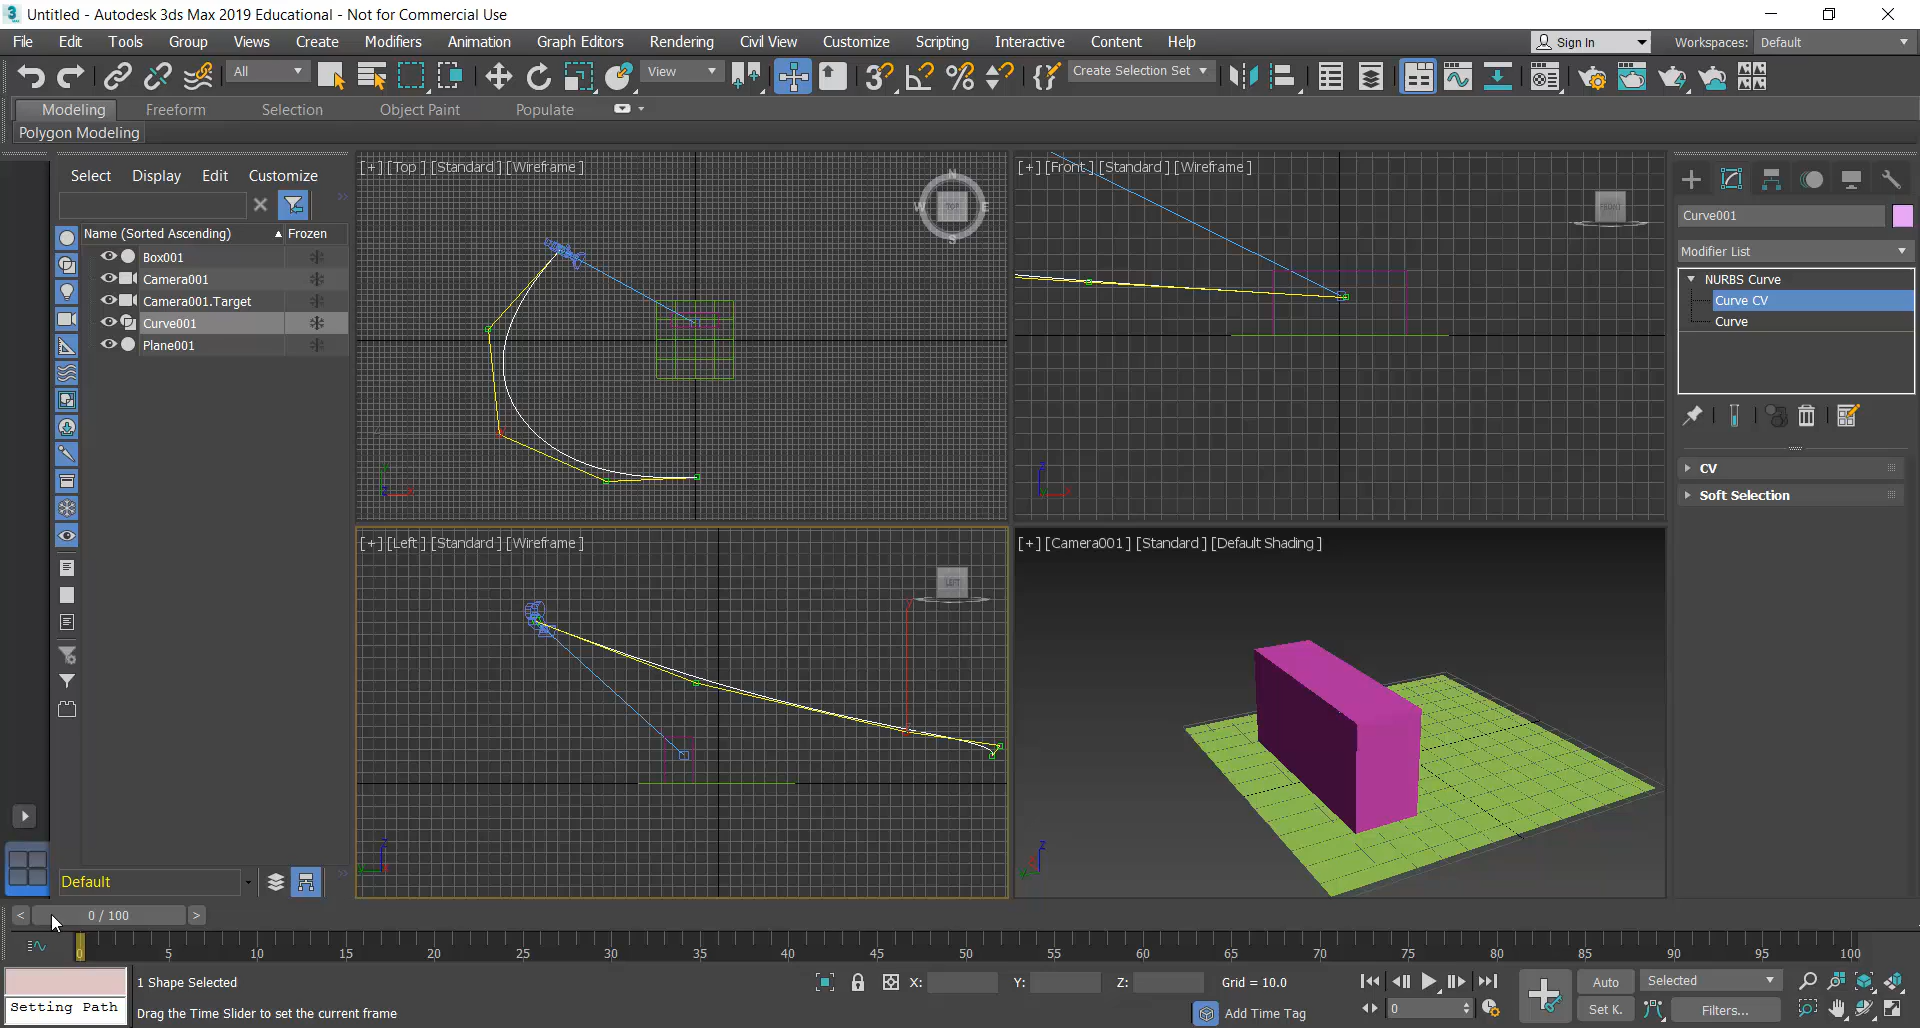 Untitled - Autodesk 3ds Max 2019 Educational - Not for Commercial Use
File Edit Tools Group Views Create Modifiers Animation Graph Editors Rendering Civil View Customize Scripting Interactive Content Help
Sign In Workspaces: Default
All View Create Selection Set
Modeling Freeform Selection Object Paint Populate
Polygon Modeling
Select Display Edit Customize
Name (Sorted Ascending) Frozen
Box001
Camera001
Camera001.Target
Curve001
Plane001
Default
[+] [Top ] [Standard ] [Wireframe ]
N
W TOP E
S
[+] [Front ] [Standard ] [Wireframe ]
FRONT
[+] [Left ] [Standard ] [Wireframe ]
LEFT
[+] [Camera001 ] [Standard ] [Default Shading ]
Curve001
Modifier List
NURBS Curve
Curve CV
Curve
CV
Soft Selection
< 0 / 100 >
0 5 10 15 20 25 30 35 40 45 50 55 60 65 70 75 80 85 90 95 100
1 Shape Selected X: Y: Z: Grid = 10.0 Auto Selected
Setting Path Drag the Time Slider to set the current frame Add Time Tag 0 Set K. Filters...